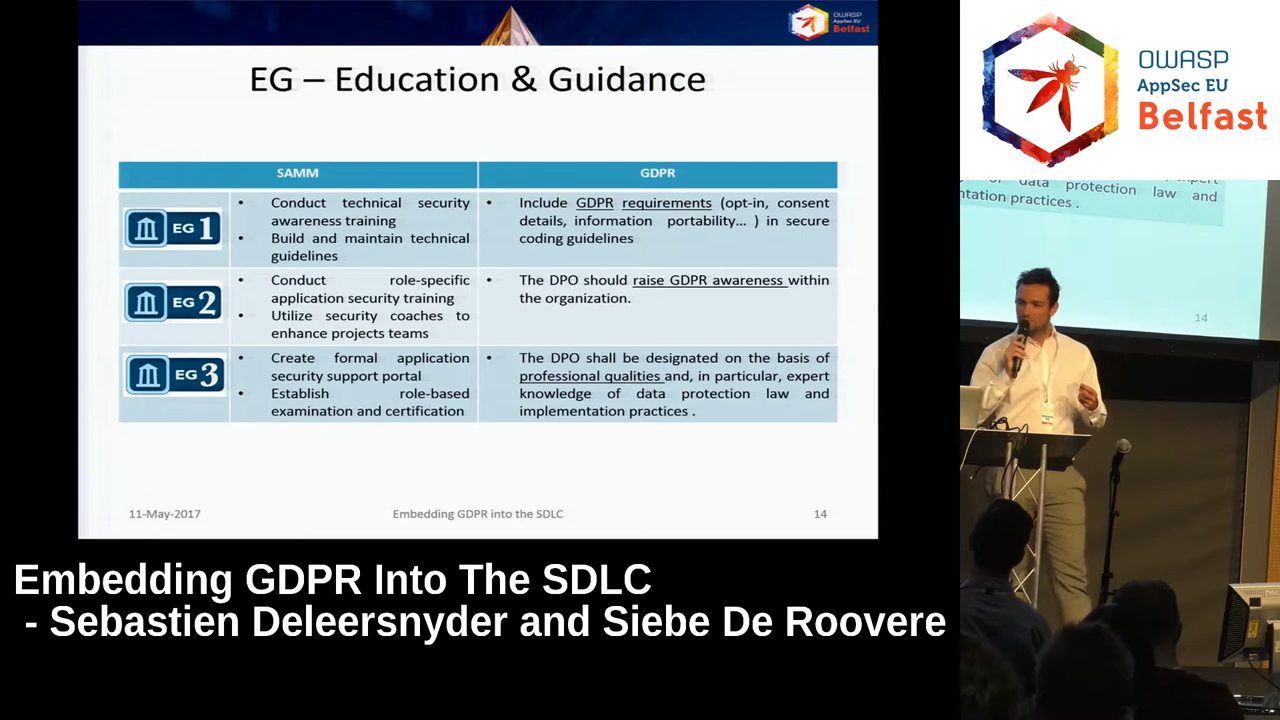 OWASP
AppSec EU
Belfast
EG – Education & Guidance
SAMM
GDPR
EG 1
• Conduct technical security
awareness training
• Build and maintain technical
guidelines
• Include GDPR requirements (opt-in, consent
details, information portability... ) in secure
coding guidelines
EG 2
• Conduct role-specific
application security training
• Utilize security coaches to
enhance projects teams
• The DPO should raise GDPR awareness within
the organization.
EG 3
• Create formal application
security support portal
• Establish role-based
examination and certification
• The DPO shall be designated on the basis of
professional qualities and, in particular, expert
knowledge of data protection law and
implementation practices .
11-May-2017
Embedding GDPR into the SDLC
14
Embedding GDPR Into The SDLC
- Sebastien Deleersnyder and Siebe De Roovere
OWASP
AppSec EU
Belfast
of data protection law and
ntation practices .
14